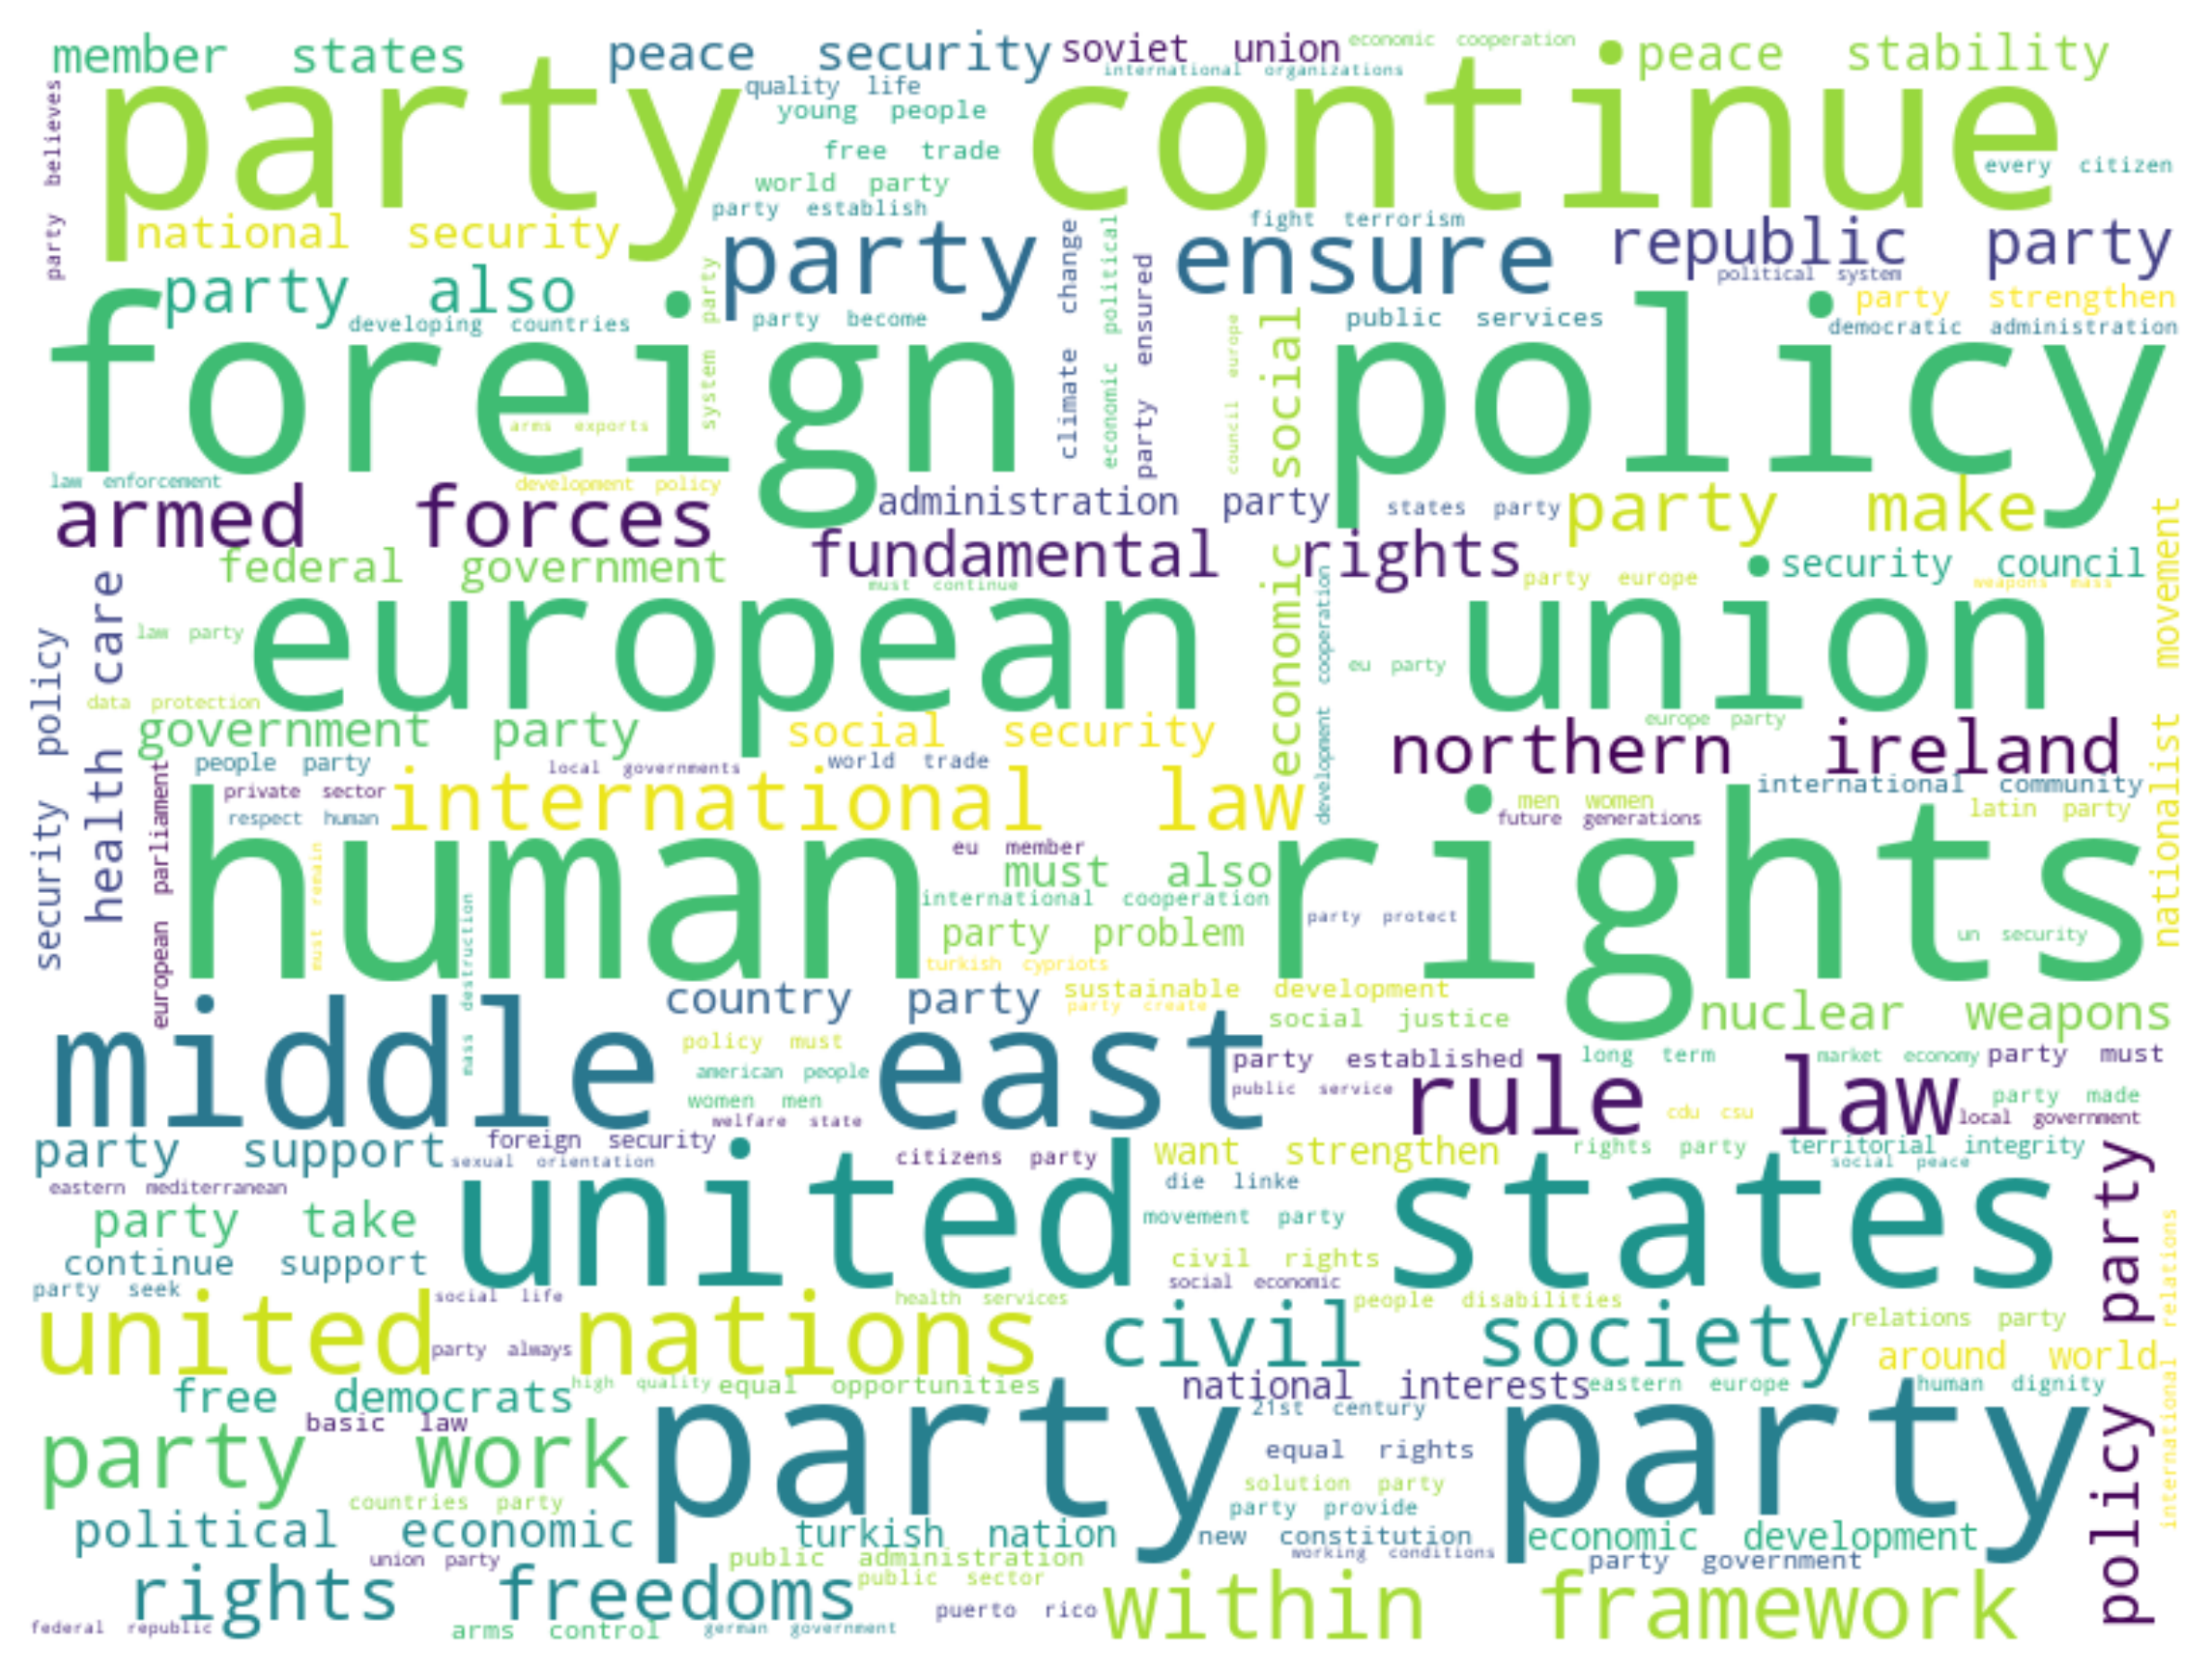 member states
peace security
soviet union
economic cooperation
peace stability
international organizations
party continue
quality life
young people
free trade
every citizen
world party
party believes
party establish
national security
fight terrorism
party ensure
republic party
political system
party also
party strengthen
developing countries
party become
public services
democratic administration
climate change
economic political
party ensured
system party
council europe
economic social
foreign policy
arms exports
law enforcement
development policy
armed forces
administration party
states party
party make
fundamental rights
federal government
security council
must continue
party europe
weapons mass
nationalist movement
european union
law party
eu party
development cooperation
security policy
health care
data protection
government party
social security
europe party
northern ireland
people party
local governments
world trade
european parliament
international law
private sector
international community
respect human
men women
latin party
future generations
human rights
eu member
must also
must remain
international cooperation
party protect
party problem
un security
mass destruction
turkish cypriots
country party
sustainable development
party create
nuclear weapons
social justice
middle east
policy must
party established
long term
market economy
party must
american people
public service
rule law
women men
cdu csu
party made
welfare state
local government
party support
foreign security
want strengthen
rights party
territorial integrity
sexual orientation
citizens party
social peace
eastern mediterranean
die linke
united states
party take
movement party
continue support
civil rights
social economic
party seek
policy party
international relations
social life
health services
people disabilities
united nations
civil society
relations party
party always
around world
free democrats
high quality
equal opportunities
national interests
eastern europe
human dignity
basic law
party party
21st century
party work
equal rights
solution party
countries party
party provide
political economic
turkish nation
new constitution
economic development
union party
public administration
working conditions
party government
rights freedoms
public sector
within framework
puerto rico
federal republic
arms control
german government